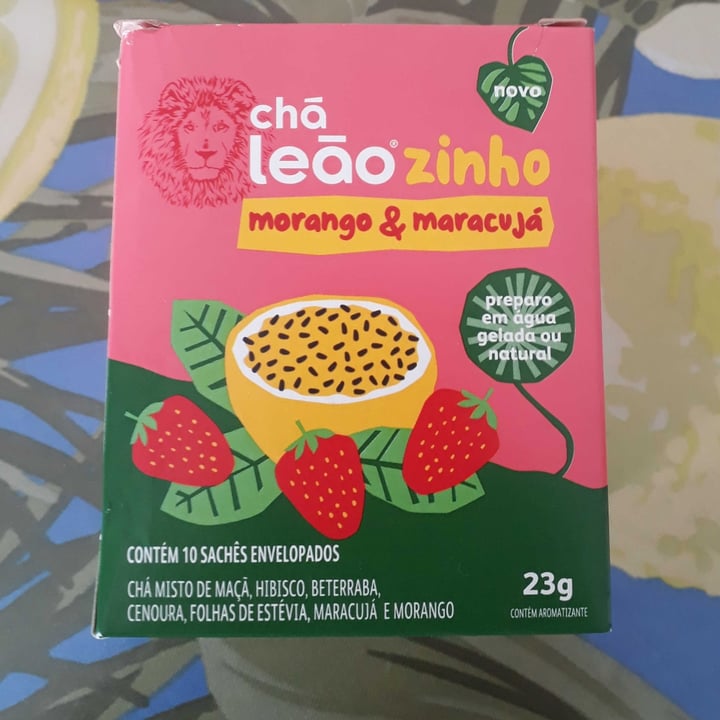 novo
chá
leão® zinho
morango & maracujá
preparo
em água
gelada ou
natural
CONTÉM 10 SACHÊS ENVELOPADOS
CHÁ MISTO DE MAÇÃ, HIBISCO, BETERRABA,
CENOURA, FOLHAS DE ESTÉVIA, MARACUJÁ E MORANGO
23g
CONTÉM AROMATIZANTE